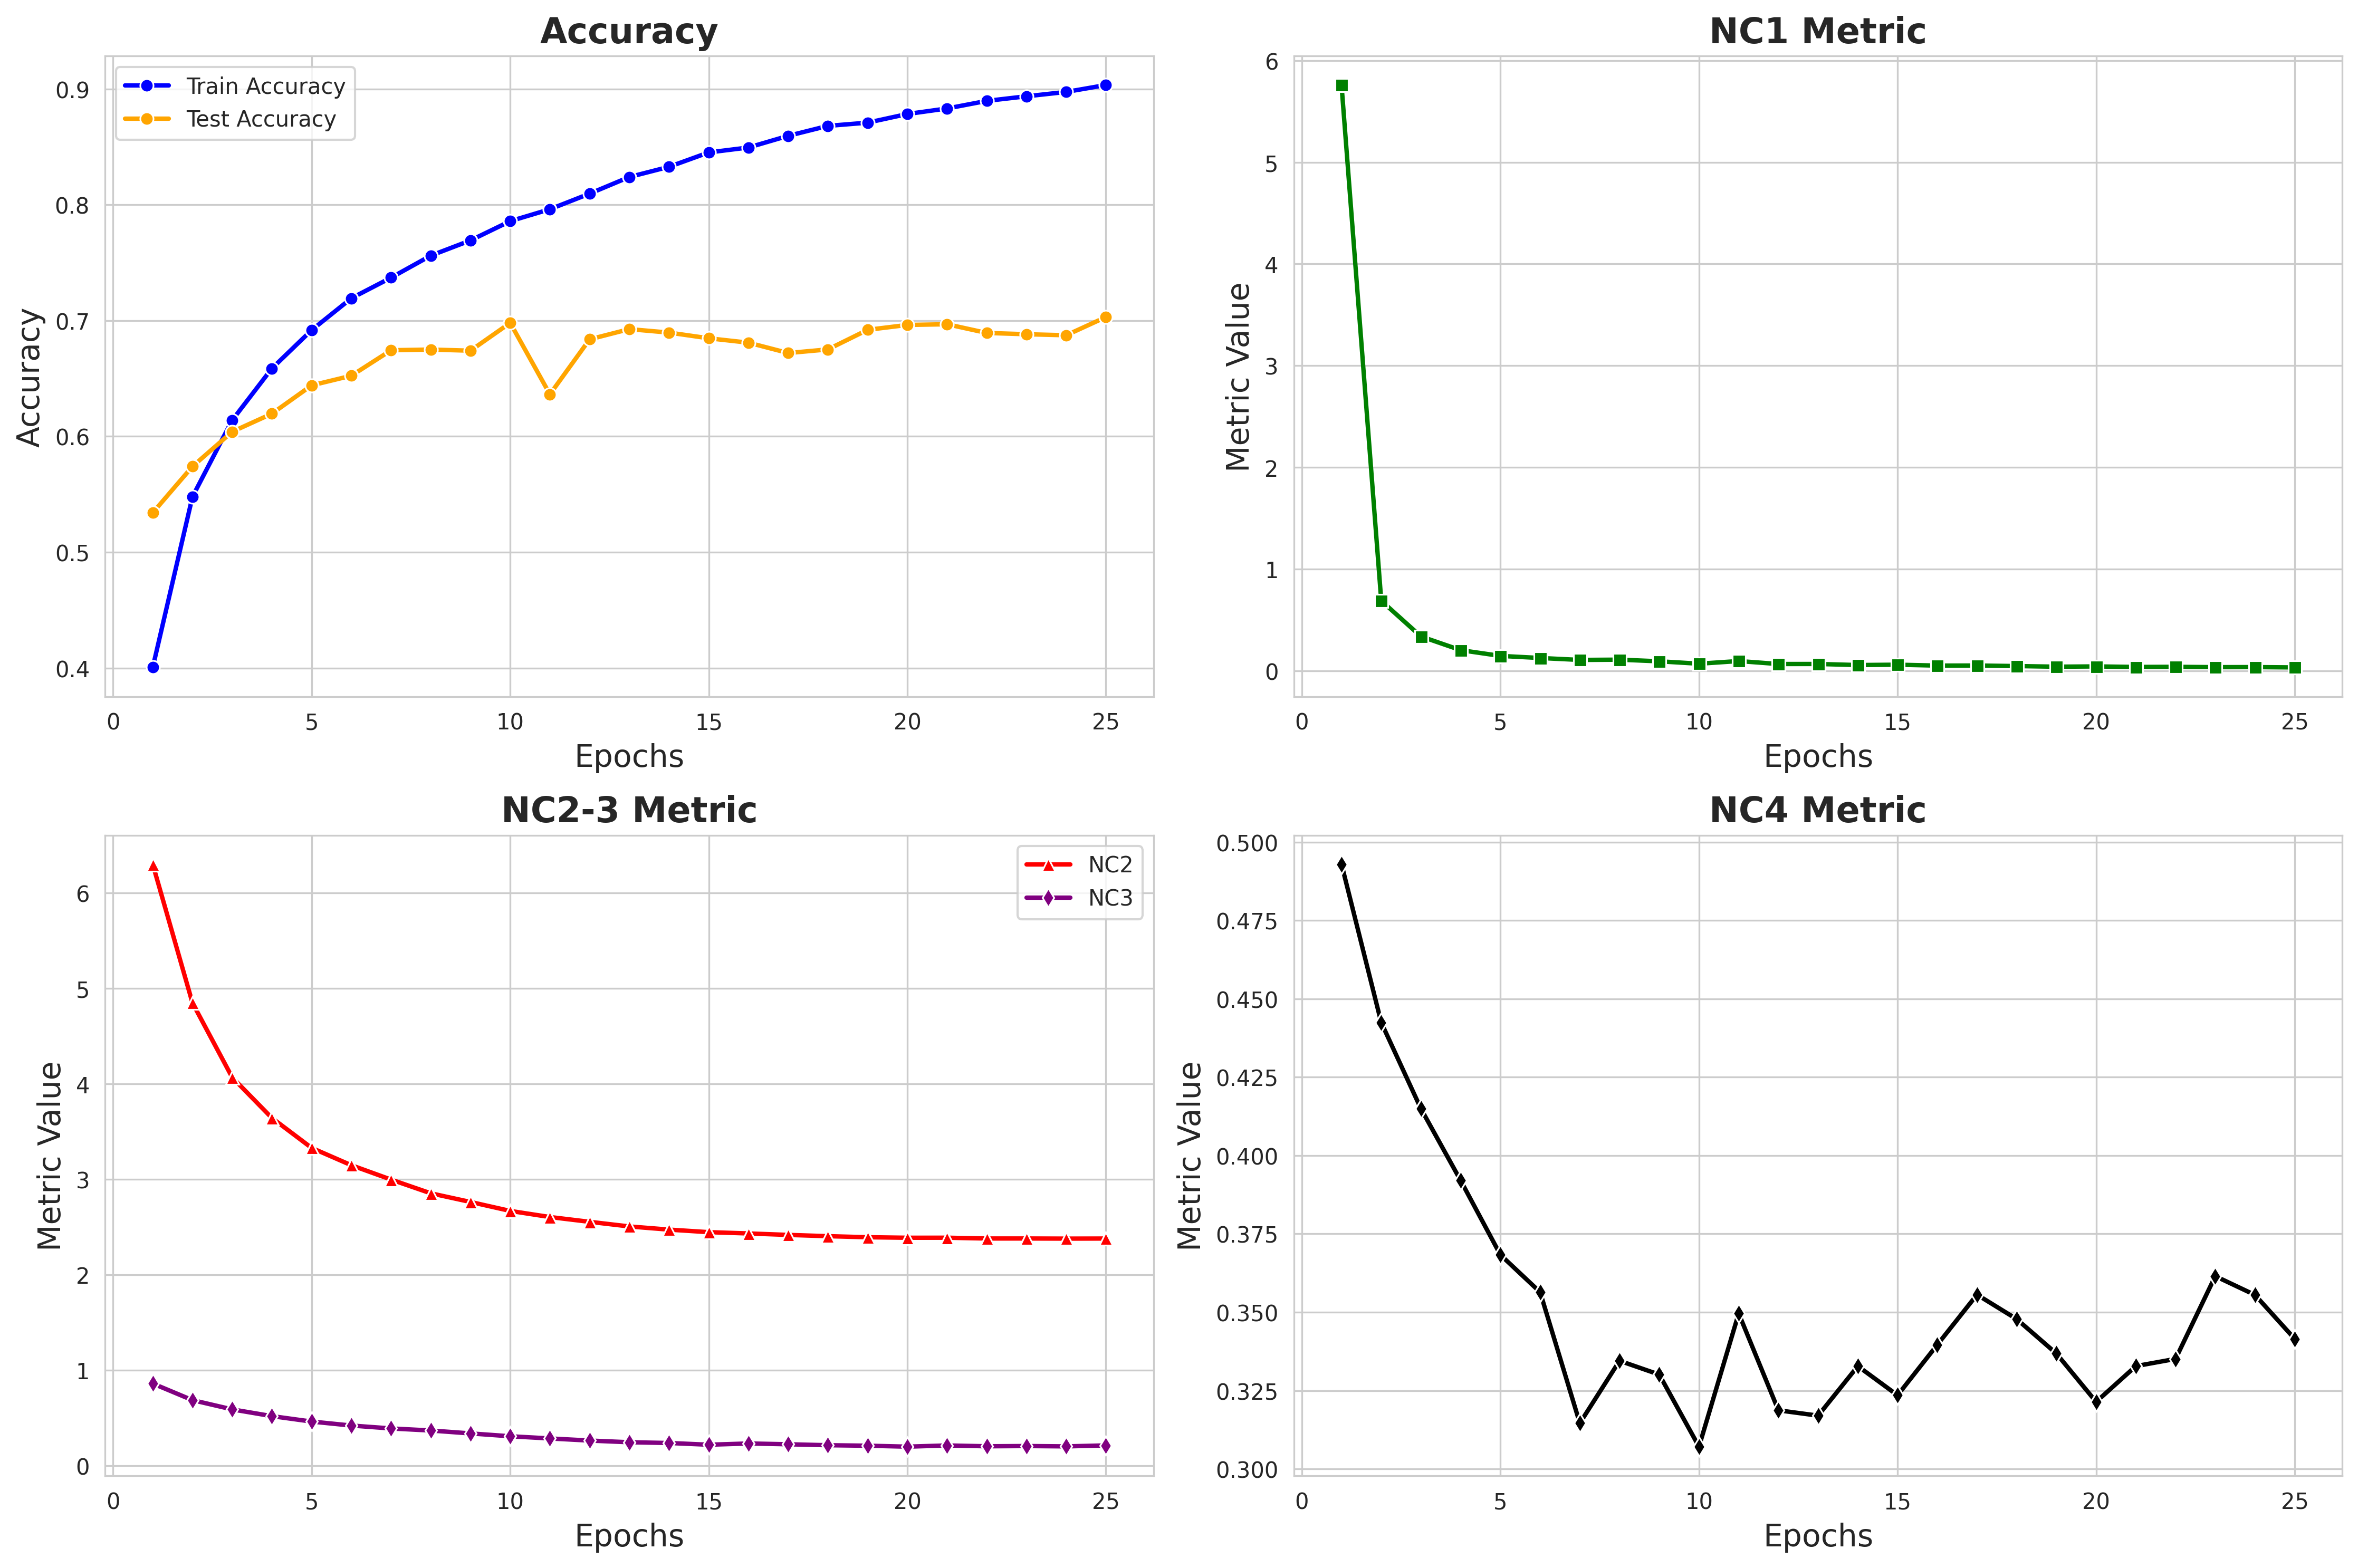 Accuracy
Train Accuracy
Test Accuracy
Accuracy
0.9
0.8
0.7
0.6
0.5
0.4
0 5 10 15 20 25
Epochs
NC1 Metric
Metric Value
6
5
4
3
2
1
0
0 5 10 15 20 25
Epochs
NC2-3 Metric
NC2
NC3
Metric Value
6
5
4
3
2
1
0
0 5 10 15 20 25
Epochs
NC4 Metric
Metric Value
0.500
0.475
0.450
0.425
0.400
0.375
0.350
0.325
0.300
0 5 10 15 20 25
Epochs